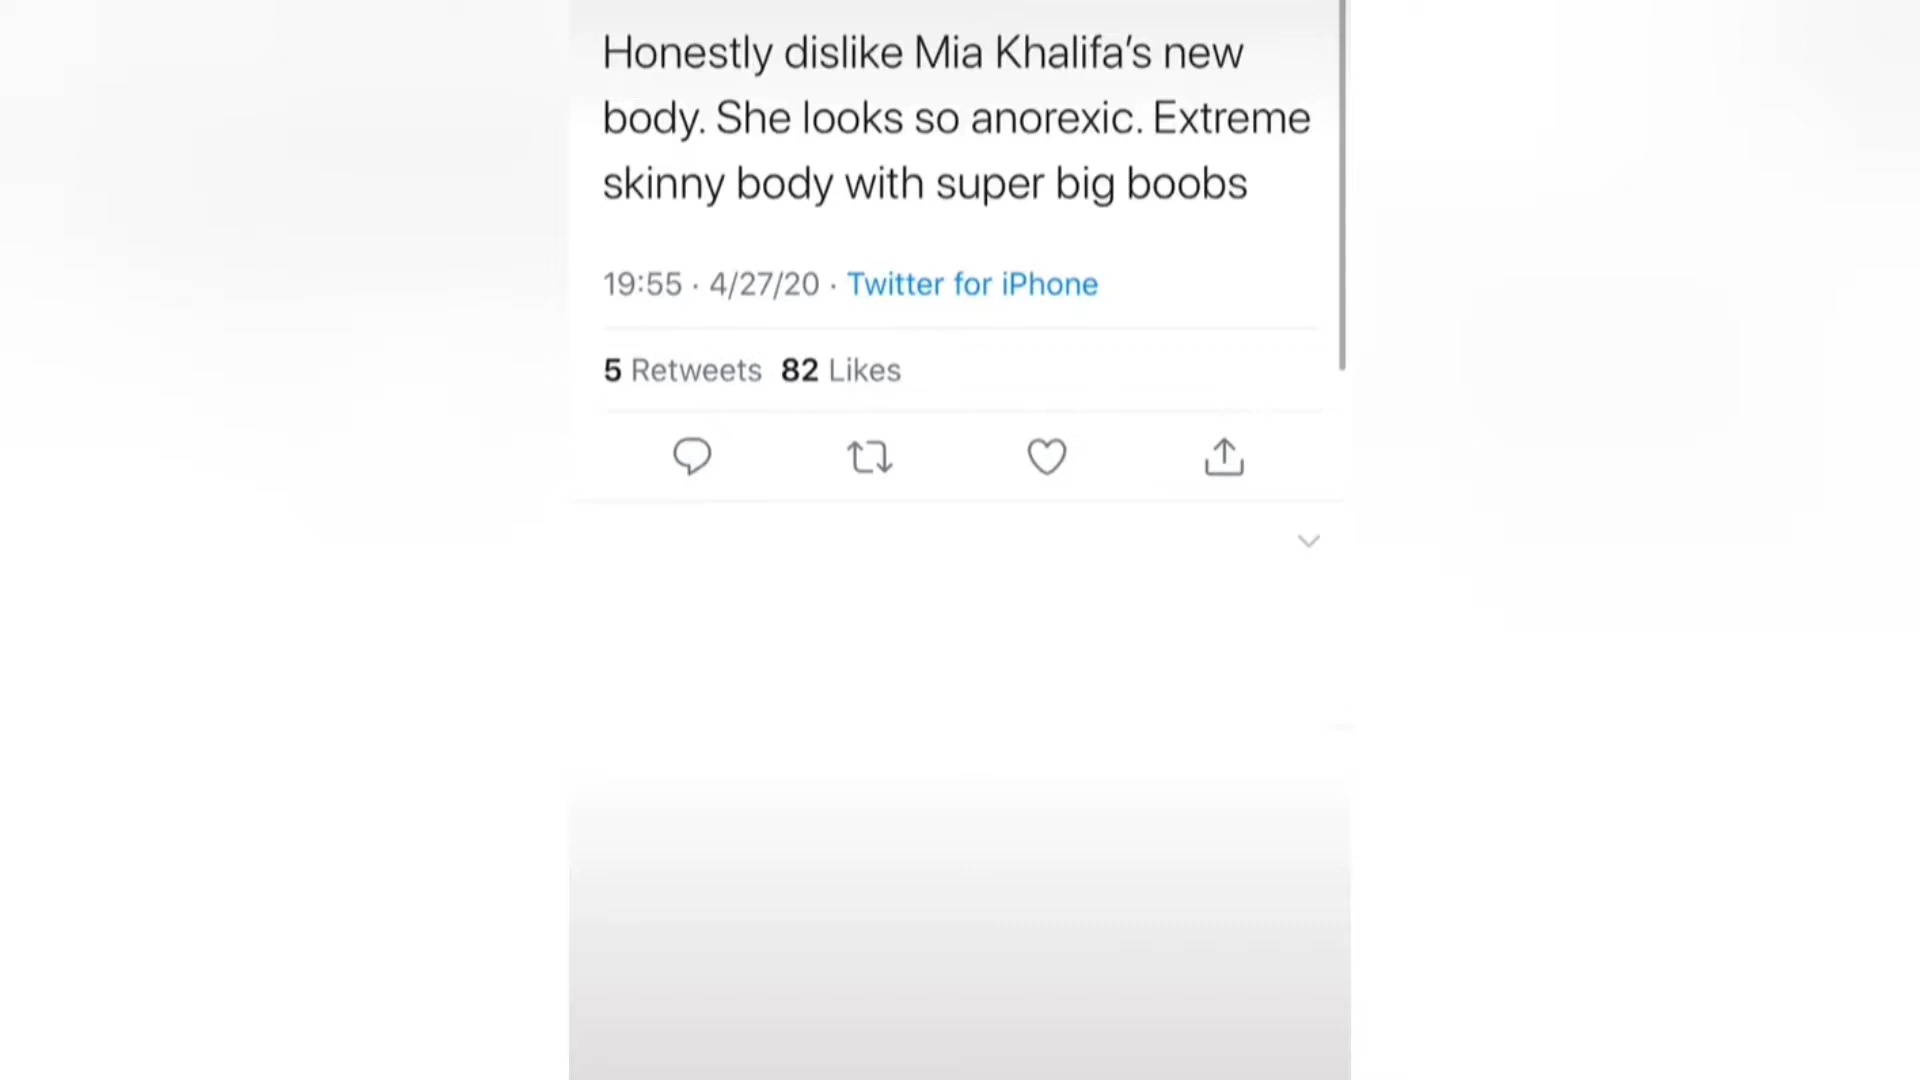 Honestly dislike Mia Khalifa's new
body. She looks so anorexic. Extreme
skinny body with super big boobs
19:55 · 4/27/20 · Twitter for iPhone
5 Retweets 82 Likes